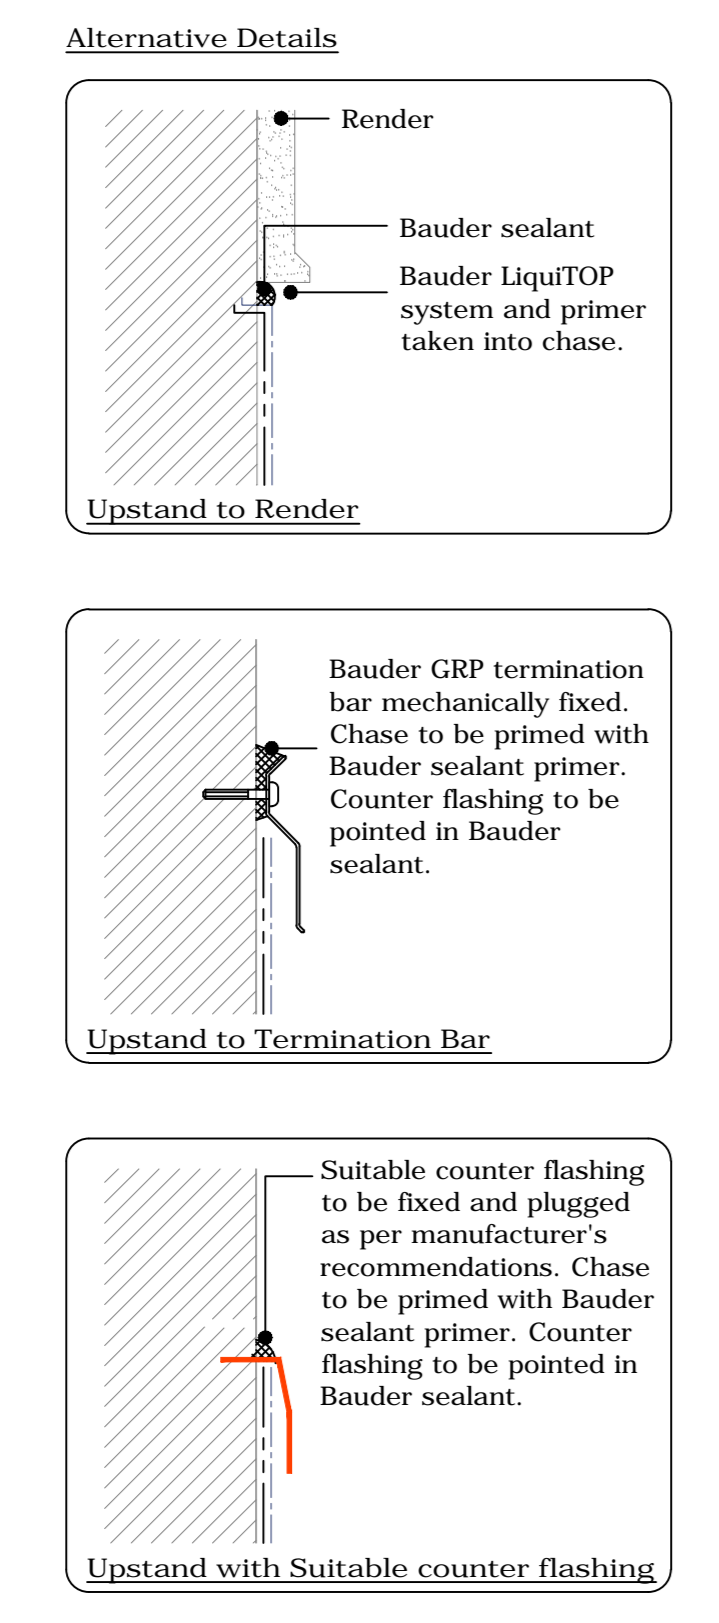 Alternative Details
Render
Bauder sealant
Bauder LiquiTOP
system and primer
taken into chase.
Upstand to Render
Bauder GRP termination
bar mechanically fixed.
Chase to be primed with
Bauder sealant primer.
Counter flashing to be
pointed in Bauder
sealant.
Upstand to Termination Bar
Suitable counter flashing
to be fixed and plugged
as per manufacturer's
recommendations. Chase
to be primed with Bauder
sealant primer. Counter
flashing to be pointed in
Bauder sealant.
Upstand with Suitable counter flashing